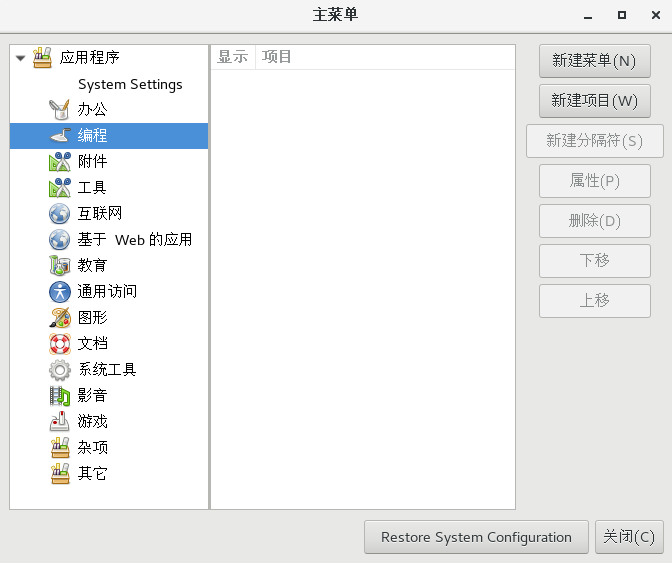 主菜单
应用程序
System Settings
办公
编程
附件
工具
互联网
基于 Web 的应用
教育
通用访问
图形
文档
系统工具
影音
游戏
杂项
其它
显示 项目
新建菜单(N)
新建项目(W)
新建分隔符(S)
属性(P)
删除(D)
下移
上移
Restore System Configuration
关闭(C)